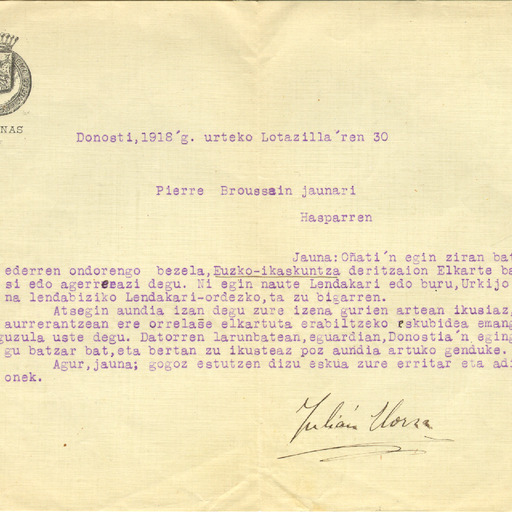 NAS
Donosti,1918´g. urteko Lotazilla´ren 30
Pierre Broussain jaunari
Hasparren
Jauna:Oñati´n egin ziran bat
ederren ondorengo bezela,Euzko-ikaskuntza deritzaion Elkarte ba
si edo agerrerazi degu. Ni egin naute Lendakari edo buru,Urkijo
na lendabiziko Lendakari-ordezko,ta zu bigarren.
Atsegin aundia izan degu zure izena gurien artean ikusiaz,
aurrerantzean ere orrelaše elkartuta erabiltzeko eskubidea emang
guzula uste degu. Datorren larunbatean,eguardian,Donostia´n eging
gu batzar bat,eta bertan zu ikusteaz poz aundia artuko genduke.
Agur,jauna; gogoz estutzen dizu eskua zure erritar eta adi
onek.
Julián Elorza